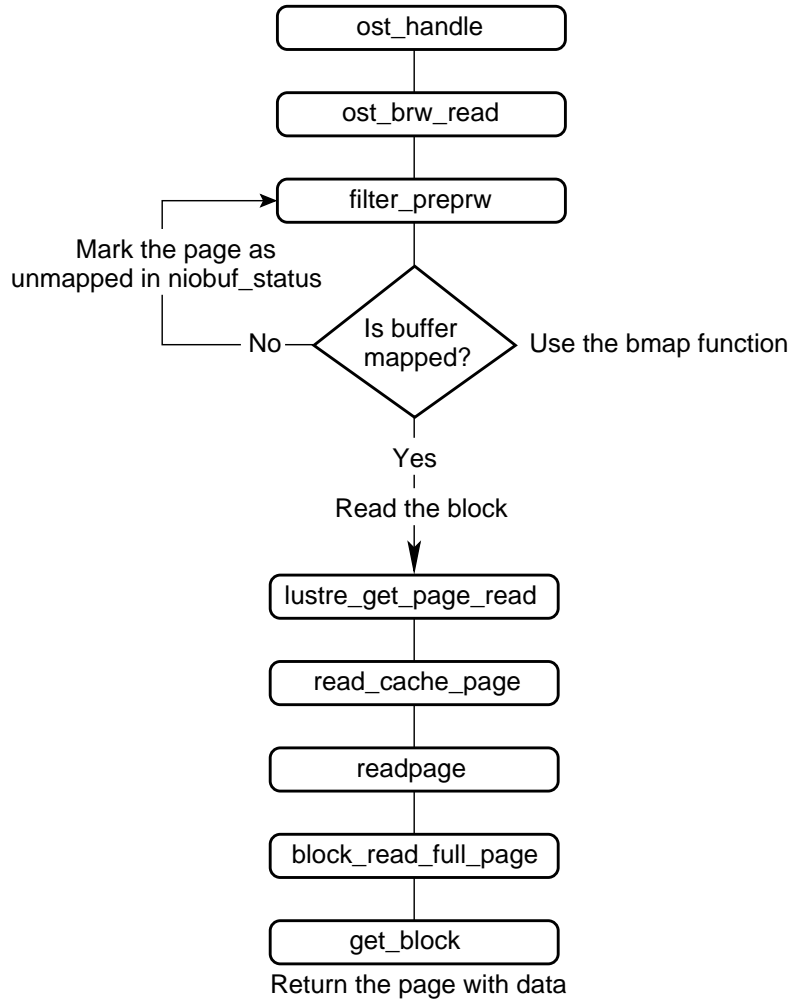 ost_handle
ost_brw_read
filter_preprw
Mark the page as
unmapped in niobuf_status
Is buffer
mapped?
No
Use the bmap function
Yes
Read the block
lustre_get_page_read
read_cache_page
readpage
block_read_full_page
get_block
Return the page with data